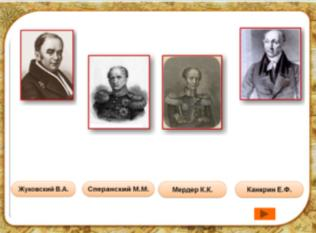 Жуковский В.А.
Сперанский М.М.
Мердер К.К.
Канкрин Е.Ф.